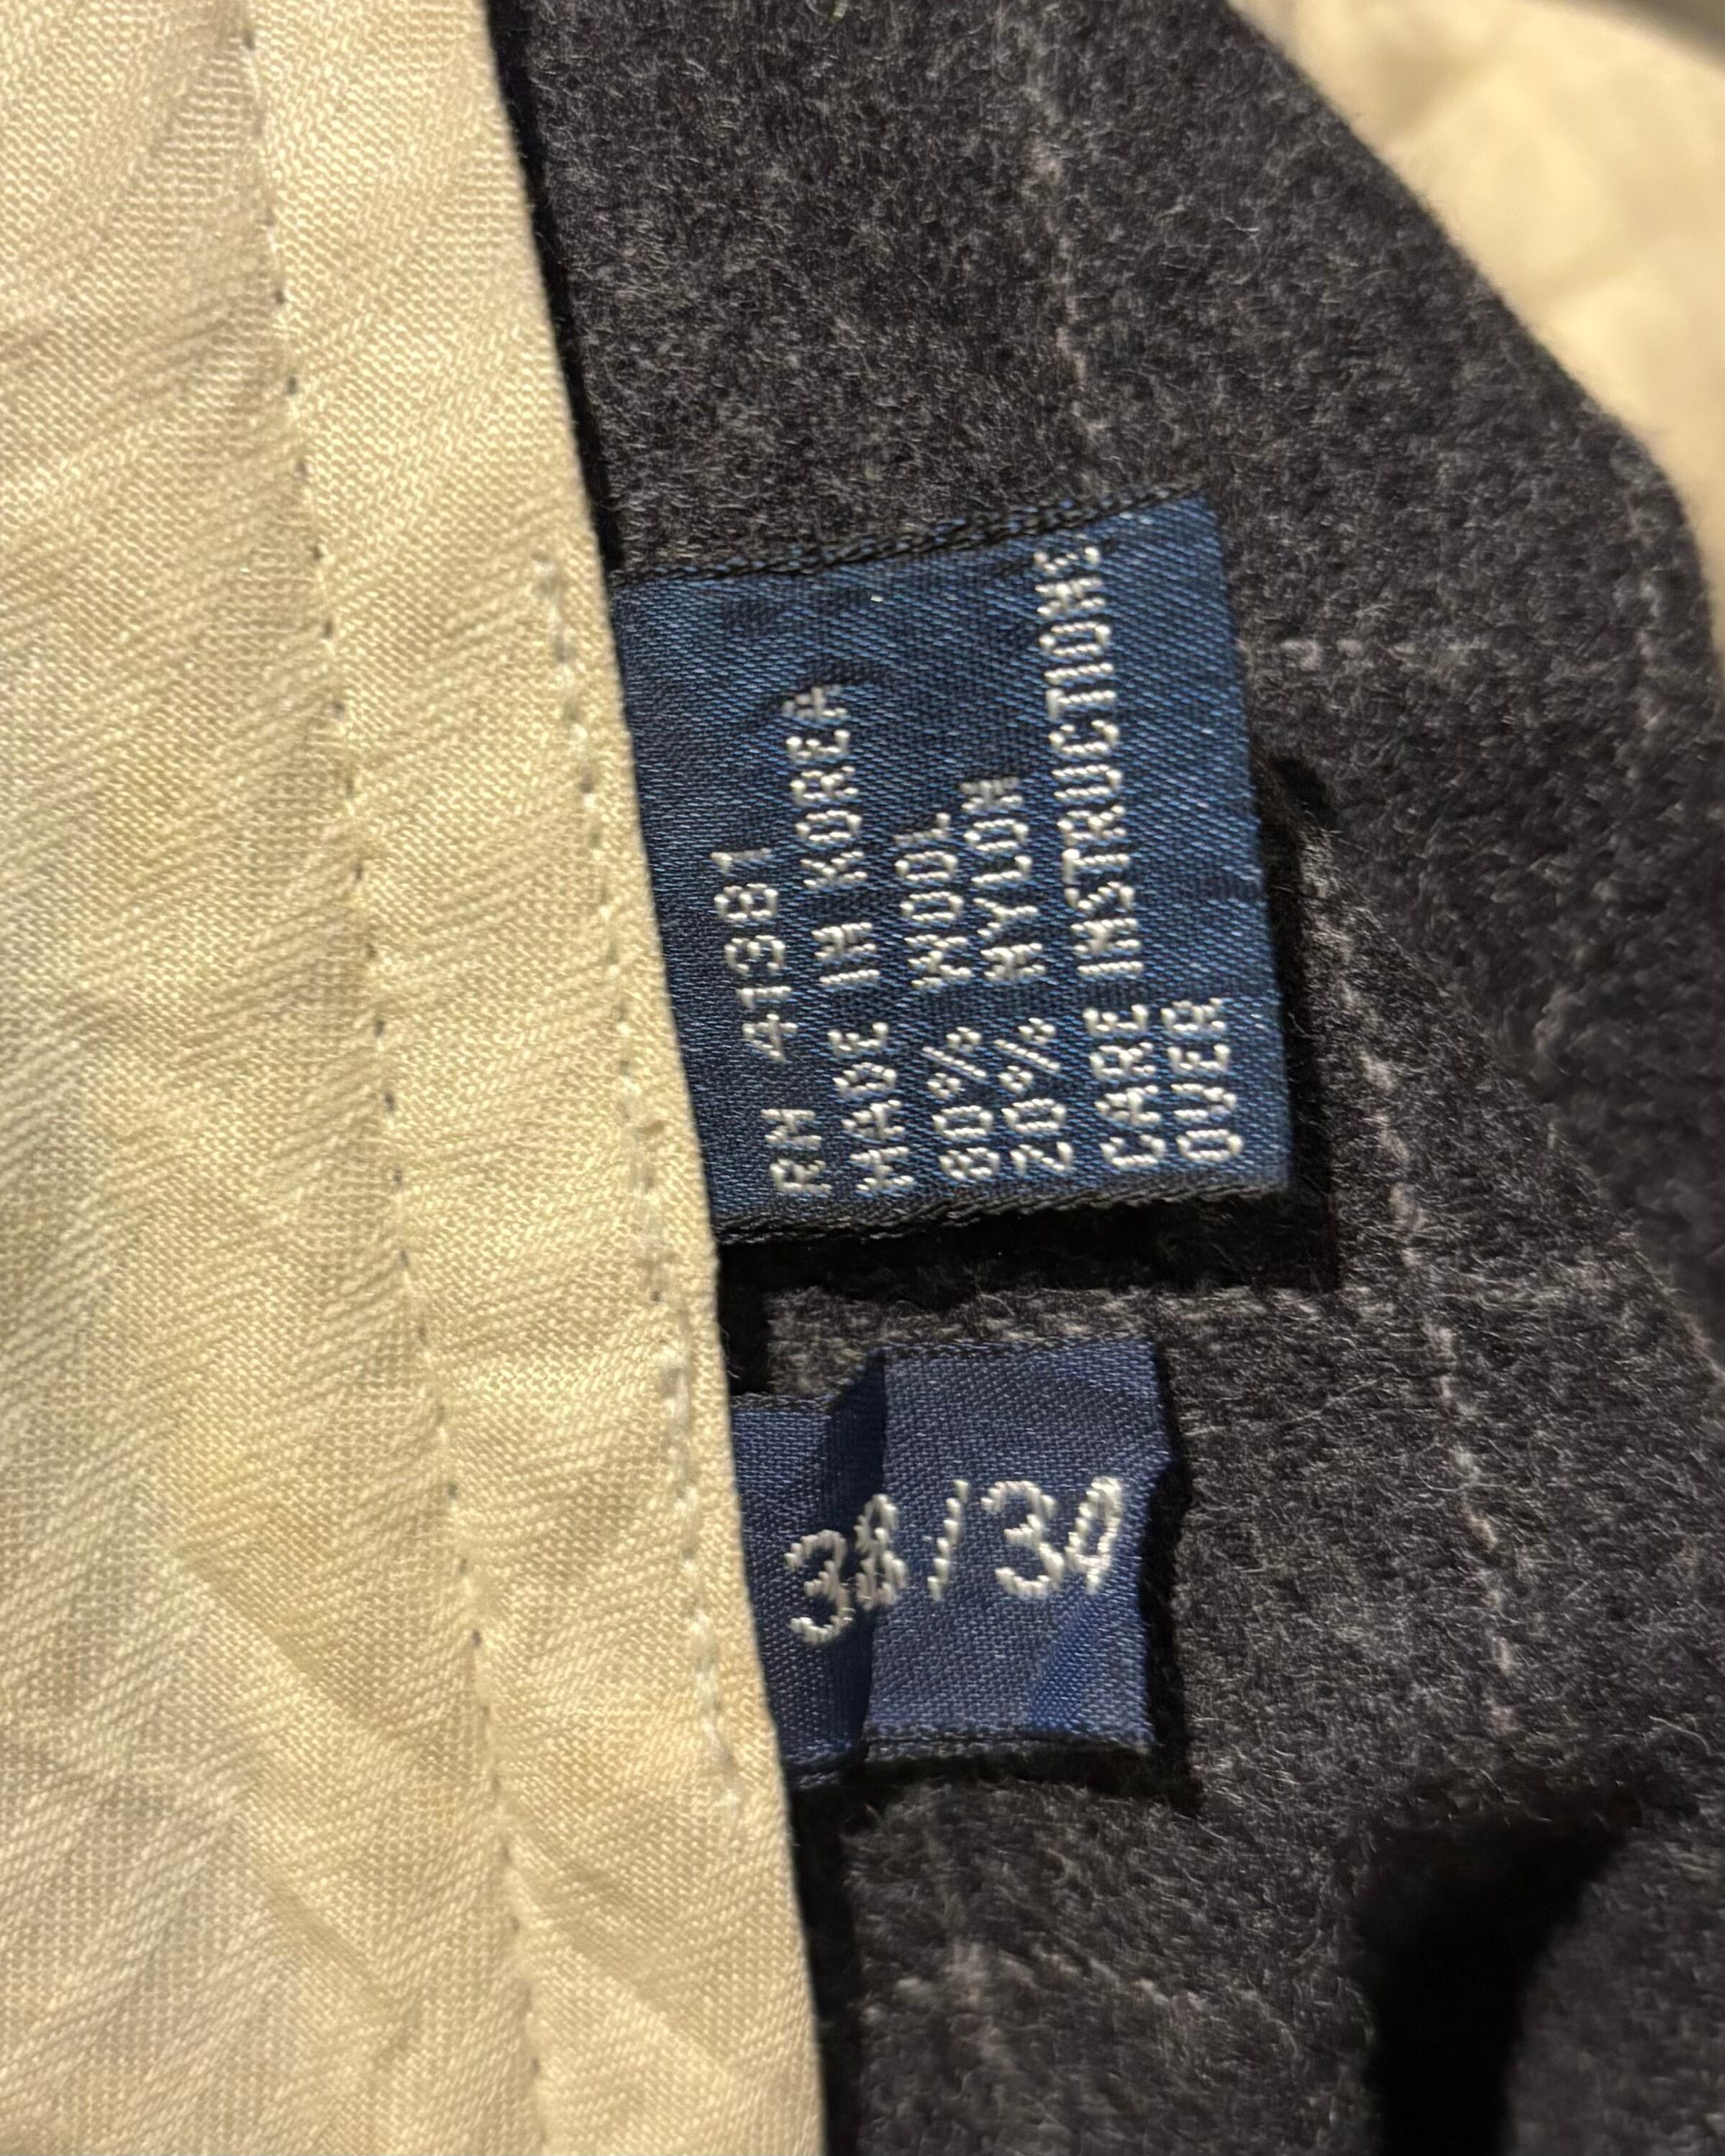 RN 41381
MADE IN KOREA
80% WOOL
20% NYLON
CARE INSTRUCTIONS
OVER
38/34